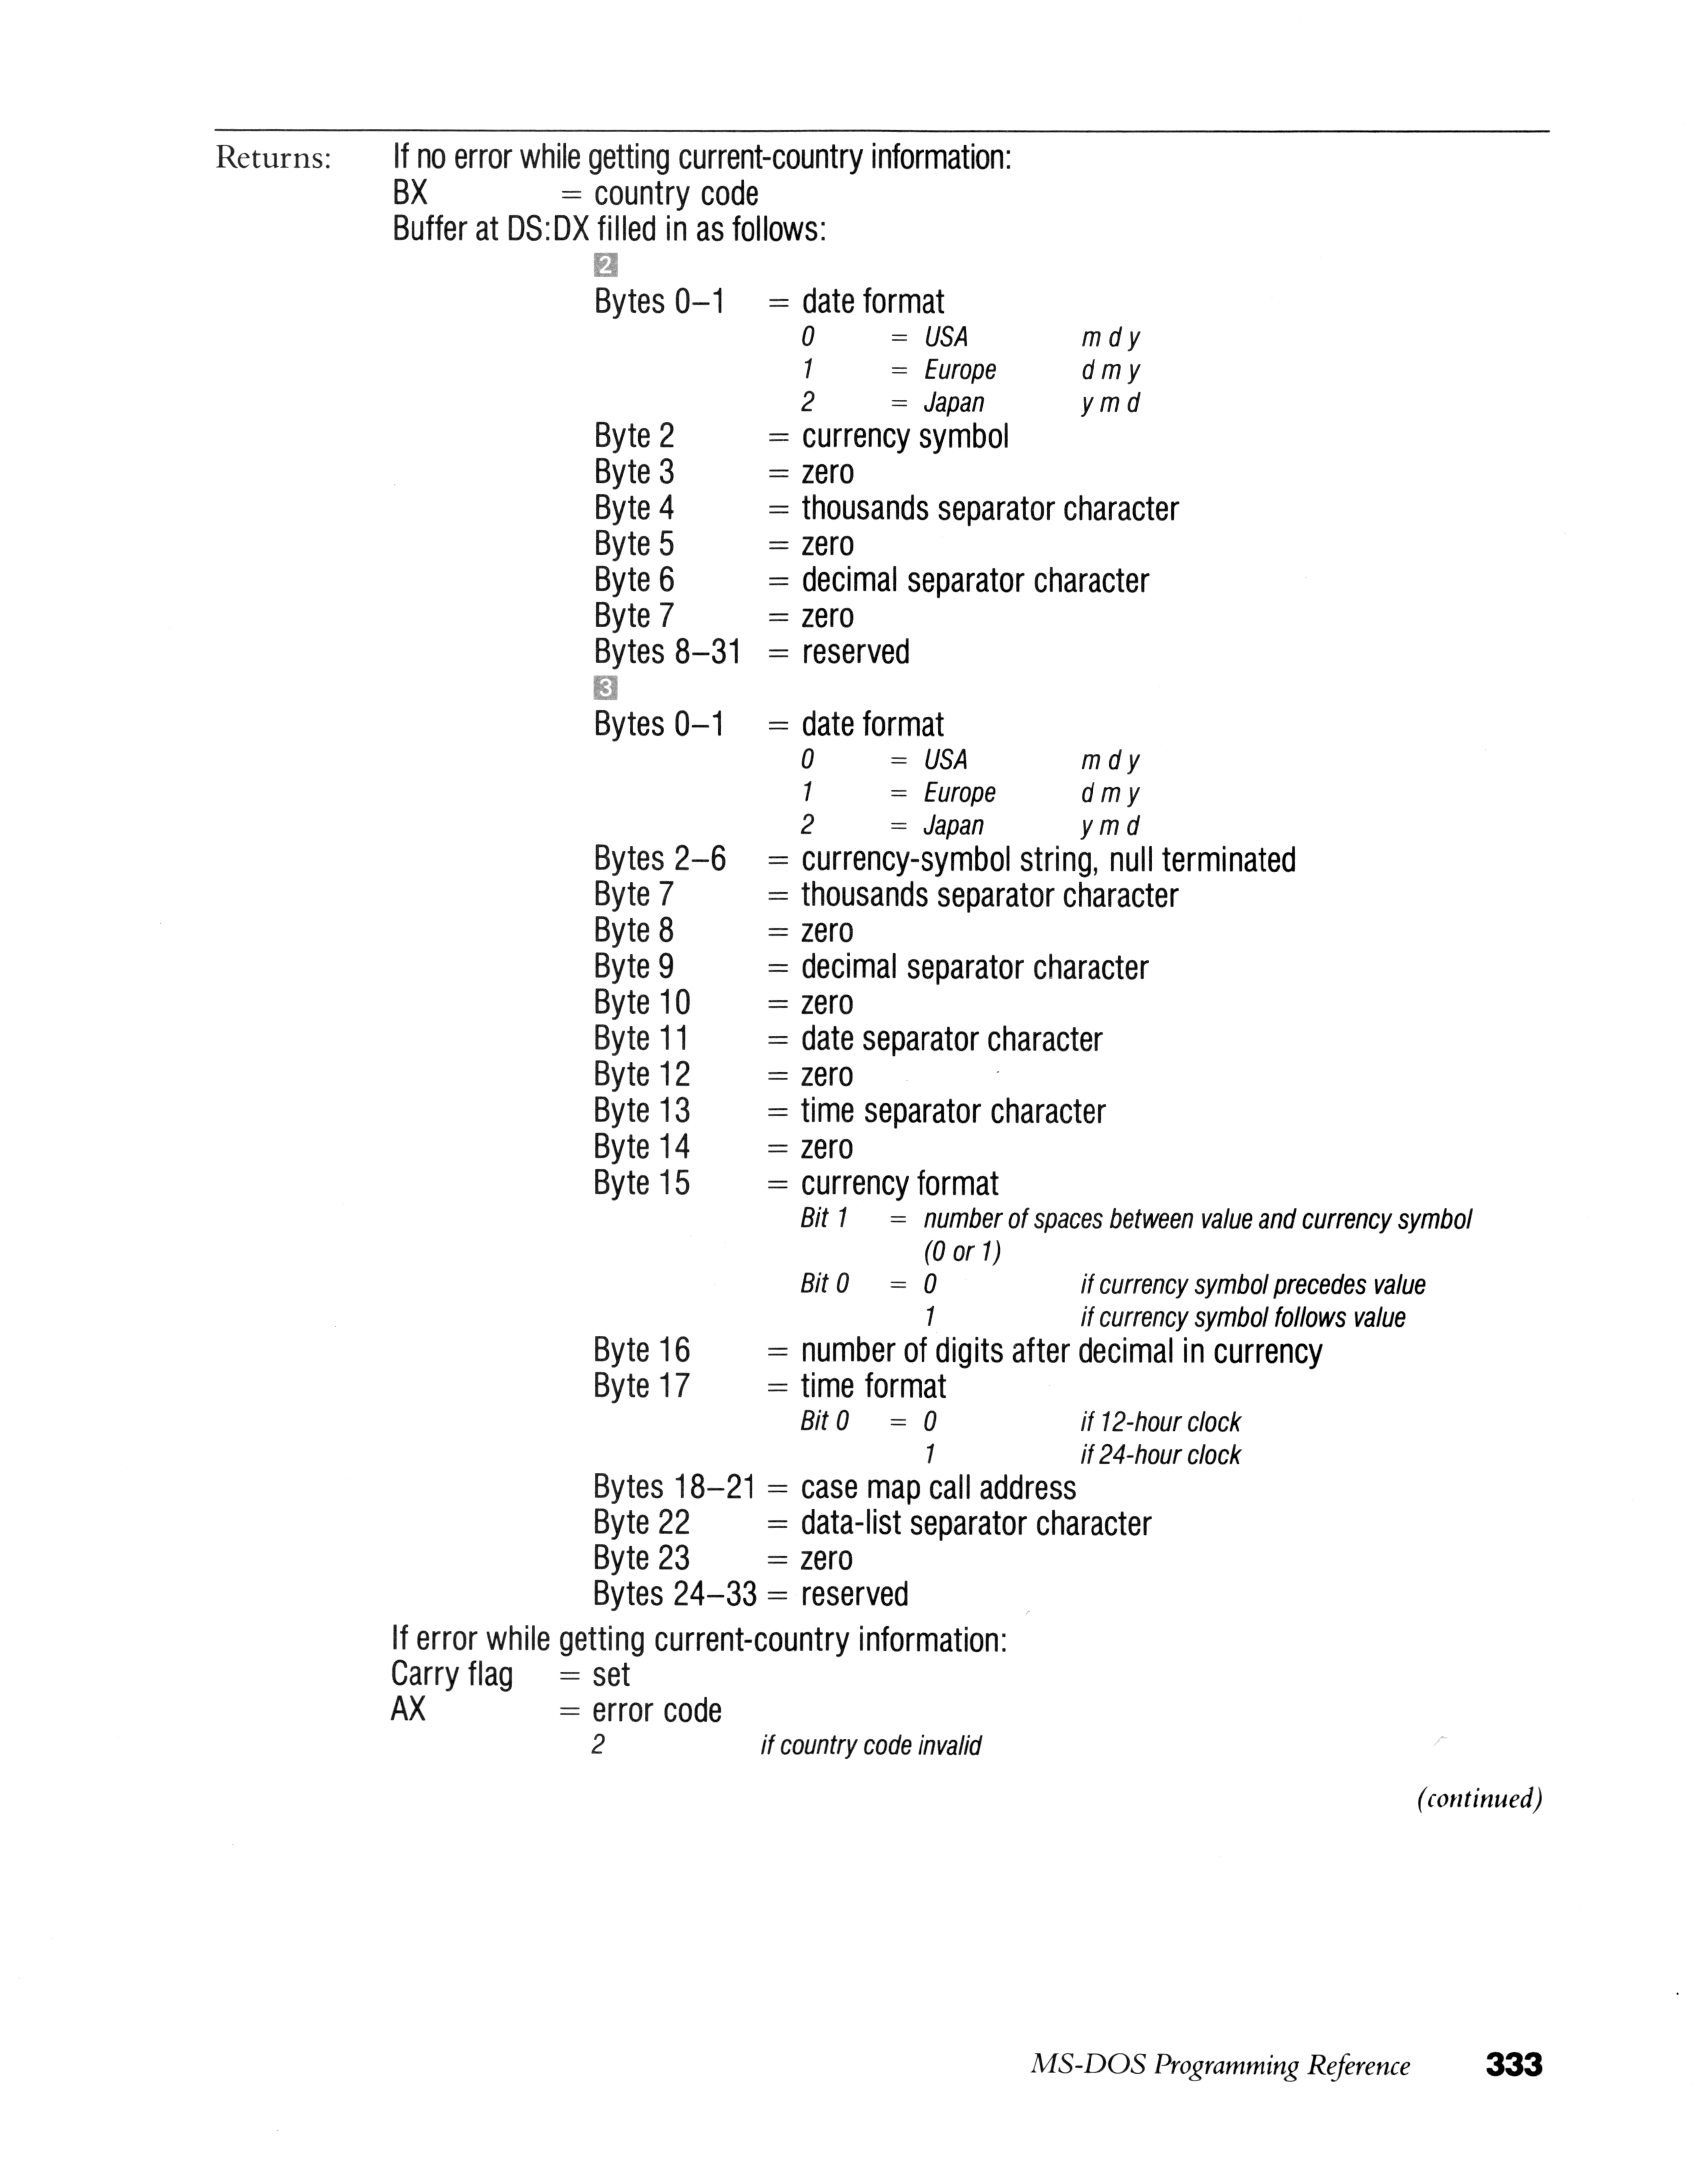 Returns: If no error while getting current-country information:
BX = country code
Buffer at DS:DX filled in as follows:
2
Bytes 0–1 = date format
0 = USA m d y
1 = Europe d m y
2 = Japan y m d
Byte 2 = currency symbol
Byte 3 = zero
Byte 4 = thousands separator character
Byte 5 = zero
Byte 6 = decimal separator character
Byte 7 = zero
Bytes 8–31 = reserved
3
Bytes 0–1 = date format
0 = USA m d y
1 = Europe d m y
2 = Japan y m d
Bytes 2–6 = currency-symbol string, null terminated
Byte 7 = thousands separator character
Byte 8 = zero
Byte 9 = decimal separator character
Byte 10 = zero
Byte 11 = date separator character
Byte 12 = zero
Byte 13 = time separator character
Byte 14 = zero
Byte 15 = currency format
Bit 1 = number of spaces between value and currency symbol
(0 or 1)
Bit 0 = 0 if currency symbol precedes value
1 if currency symbol follows value
Byte 16 = number of digits after decimal in currency
Byte 17 = time format
Bit 0 = 0 if 12-hour clock
1 if 24-hour clock
Bytes 18–21 = case map call address
Byte 22 = data-list separator character
Byte 23 = zero
Bytes 24–33 = reserved
If error while getting current-country information:
Carry flag = set
AX = error code
2 if country code invalid
(continued)
MS-DOS Programming Reference 333